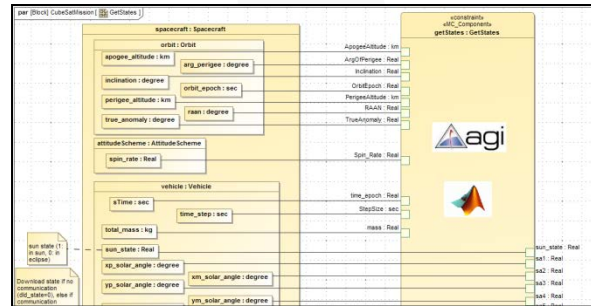 par [Block] CubeSatMission [ GetStates ]
spacecraft : Spacecraft
orbit : Orbit
apogee_altitude : km
arg_perigee : degree
inclination : degree
orbit_epoch : sec
perigee_altitude : km
raan : degree
true_anomaly : degree
attitudeScheme : AttitudeScheme
spin_rate : Real
vehicle : Vehicle
sTime : sec
time_step : sec
total_mass : kg
sun_state : Real
xp_solar_angle : degree
xm_solar_angle : degree
yp_solar_angle : degree
ym_solar_angle : degree
sun state (1:
in sun, 0: in
eclipse)
Download state if no
communication
(dld_state=0), else if
communication
ApogeeAltitude : km
ArgOfPerigee : Real
Inclination : Real
OrbitEpoch : Real
PerigeeAltitude : km
RAAN : Real
TrueAnomaly : Real
Spin_Rate : Real
time_epoch : Real
StepSize : sec
mass : Real
«constraint»
«MC_Component»
getStates : GetStates
agi
sun_state : Real
sa1 : Real
sa2 : Real
sa3 : Real
sa4 : Real